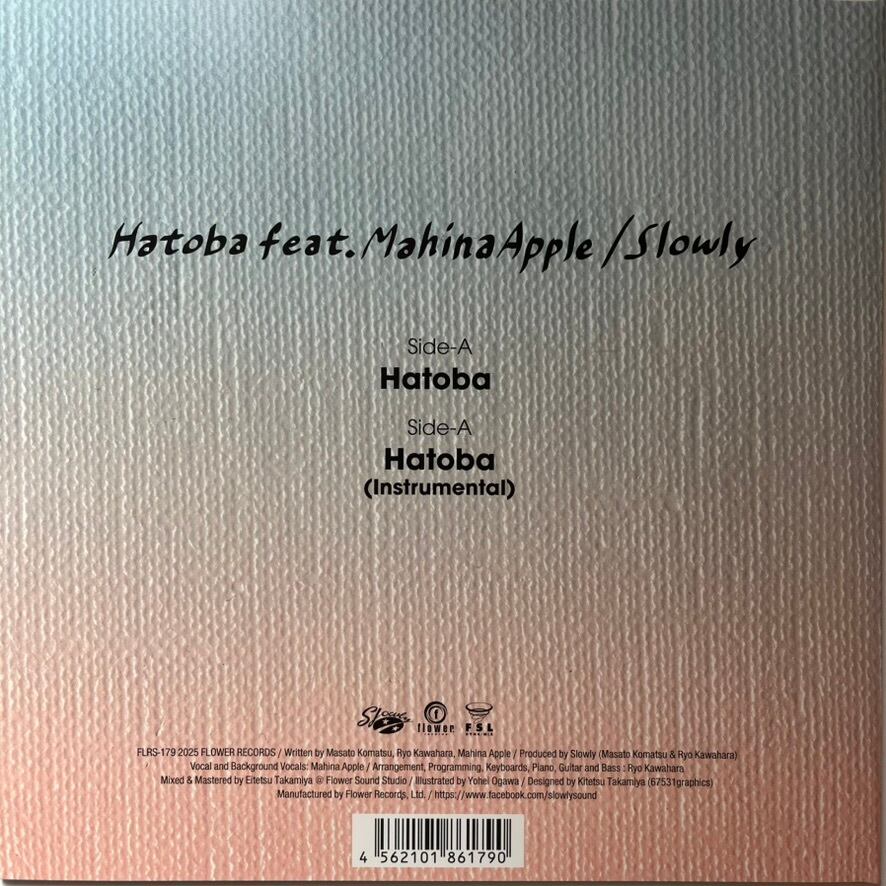 Hatoba feat. Mahina Apple / Slowly
Side-A
Hatoba
Side-A
Hatoba
(Instrumental)
Slowly
flower
FSL
FLRS-179 2025 FLOWER RECORDS / Written by Masato Komatsu, Ryo Kawahara, Mahina Apple / Produced by Slowly (Masato Komatsu & Ryo Kawahara)
Vocal and Background Vocals: Mahina Apple / Arrangement, Programming, Keyboards, Piano, Guitar and Bass : Ryo Kawahara
Mixed & Mastered by Eitetsu Takamiya @ Flower Sound Studio / Illustrated by Yohei Ogawa / Designed by Kitetsu Takamiya (67531graphics)
Manufactured by Flower Records, Ltd. / https://www.facebook.com/slowlysound
4 562101 861790